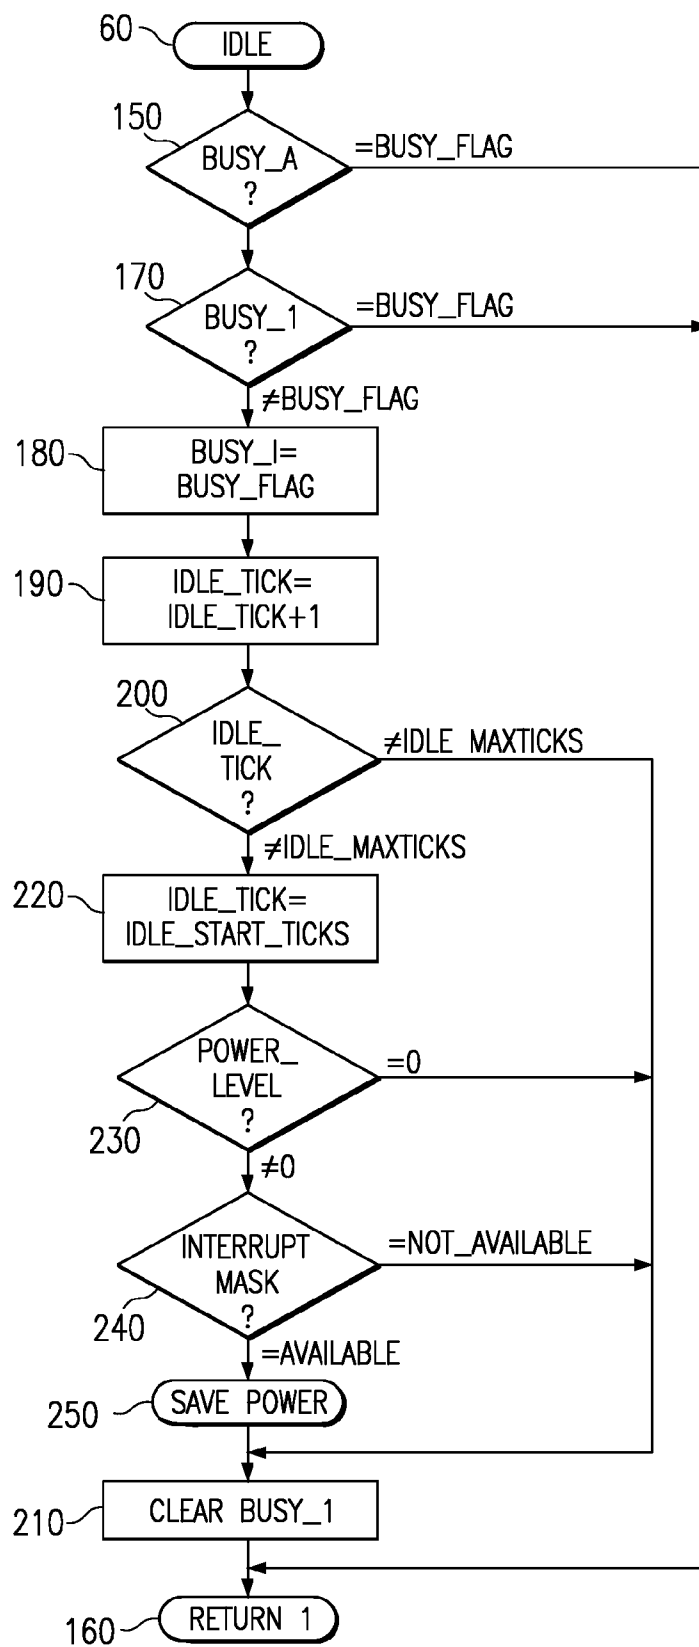 60
IDLE
150
BUSY_A
?
=BUSY_FLAG
170
BUSY_1
?
=BUSY_FLAG
≠BUSY_FLAG
180
BUSY_I=
BUSY_FLAG
190
IDLE_TICK=
IDLE_TICK+1
200
IDLE_
TICK
?
≠IDLE MAXTICKS
≠IDLE_MAXTICKS
220
IDLE_TICK=
IDLE_START_TICKS
POWER_
LEVEL
?
=0
230
≠0
INTERRUPT
MASK
?
=NOT_AVAILABLE
240
=AVAILABLE
250
SAVE POWER
210
CLEAR BUSY_1
160
RETURN 1